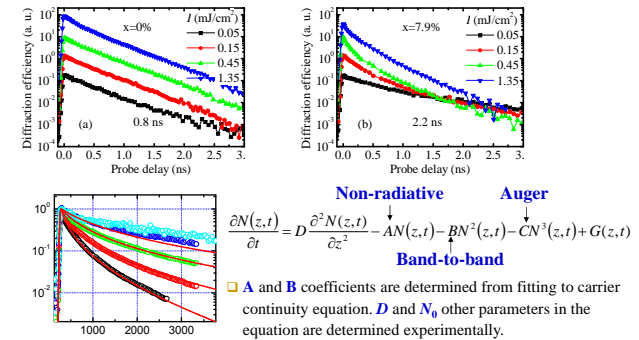 x=0%
I (mJ/cm²)
0.05
0.15
0.45
1.35
(a)
0.8 ns
Diffraction efficiency (a. u.)
10² 10¹ 10⁰ 10⁻¹ 10⁻² 10⁻³ 10⁻⁴
0.0 0.5 1.0 1.5 2.0 2.5 3.
Probe delay (ns)
x=7.9%
I (mJ/cm²)
0.05
0.15
0.45
1.35
(b)
2.2 ns
Diffraction efficiency (a. u.)
10² 10¹ 10⁰ 10⁻¹ 10⁻² 10⁻³ 10⁻⁴
0.0 0.5 1.0 1.5 2.0 2.5 3.
Probe delay (ns)
10⁰
10⁻¹
10⁻²
1000 2000 3000
Non-radiative Auger
∂N(z,t)/∂t = D ∂²N(z,t)/∂z² − AN(z,t) − BN²(z,t) − CN³(z,t) + G(z,t)
Band-to-band
A and B coefficients are determined from fitting to carrier
continuity equation. D and N₀ other parameters in the
equation are determined experimentally.